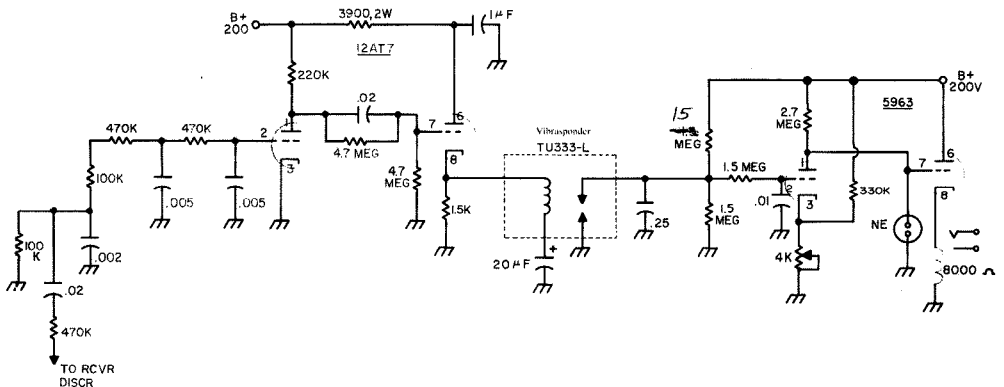 B+
200
3900, 2W
1µF
12AT7
220K
.02
4.7 MEG
470K
470K
2
1
3
7
6
8
100K
.005
.005
4.7
MEG
1.5K
100
K
.002
.02
470K
TO RCVR
DISCR
Vibrasponder
TU333-L
+
20µF
.25
15
MEG
1.5 MEG
1.5
MEG
.01
2.7
MEG
1
2
3
4K
330K
NE
B+
200V
5963
7
6
8
8000 Ω